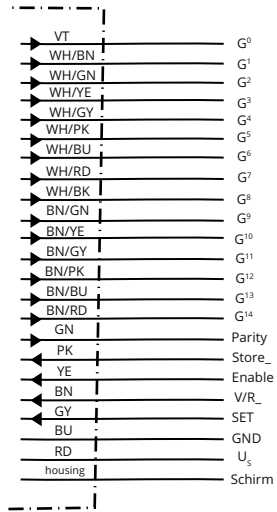 VT G⁰
WH/BN G¹
WH/GN G²
WH/YE G³
WH/GY G⁴
WH/PK G⁵
WH/BU G⁶
WH/RD G⁷
WH/BK G⁸
BN/GN G⁹
BN/YE G¹⁰
BN/GY G¹¹
BN/PK G¹²
BN/BU G¹³
BN/RD G¹⁴
GN Parity
PK Store_
YE Enable
BN V/R_
GY SET
BU GND
RD Uₛ
housing Schirm